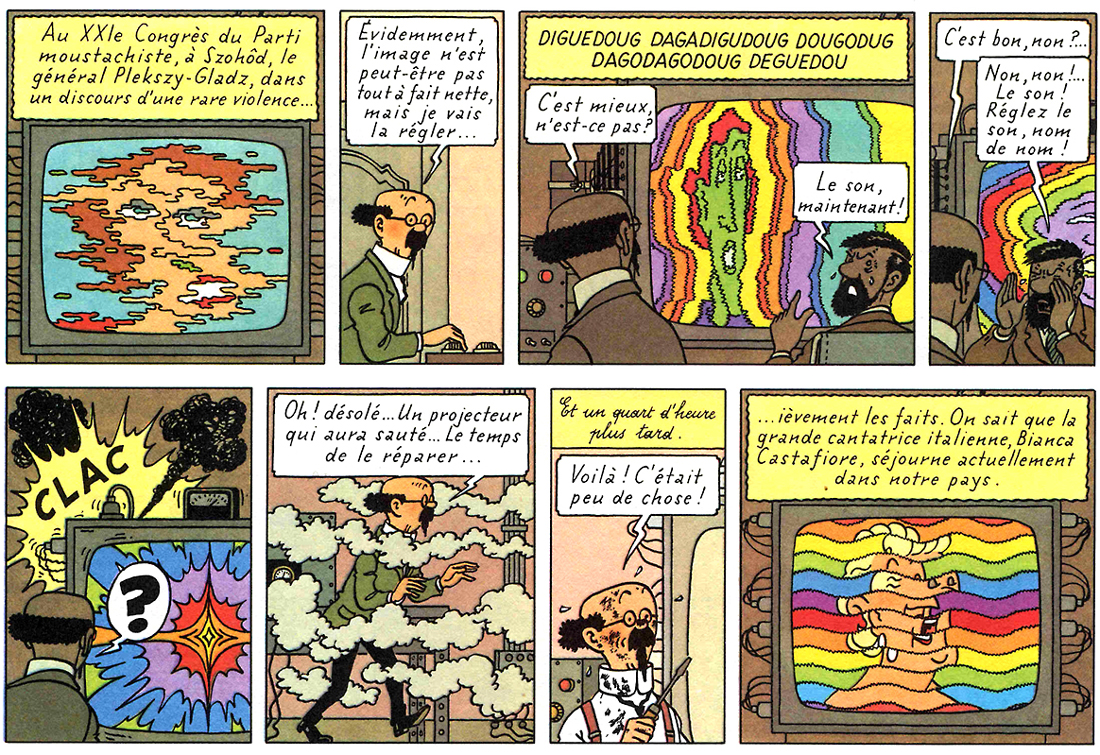 Au XXIe Congrès du Parti
moustachiste, à Szohôd, le
général Plekszy-Gladz, dans
un discours d'une rare violence...
Évidemment,
l'image n'est
peut-être pas
tout à fait nette,
mais je vais
la régler...
DIGUEDOUG DAGADIGUDOUG DOUGODUG
DAGODAGODOUG DEGUEDOU
C'est mieux,
n'est-ce pas?
Le son,
maintenant!
C'est bon, non?...
Non, non!...
Le son!
Réglez le
son, nom
de nom!
CLAC
?
Oh! désolé... Un projecteur
qui aura sauté... Le temps
de le réparer...
Et un quart d'heure
plus tard.
Voilà! C'était
peu de chose!
...ièvement les faits. On sait que la
grande cantatrice italienne, Bianca
Castafiore, séjourne actuellement
dans notre pays.